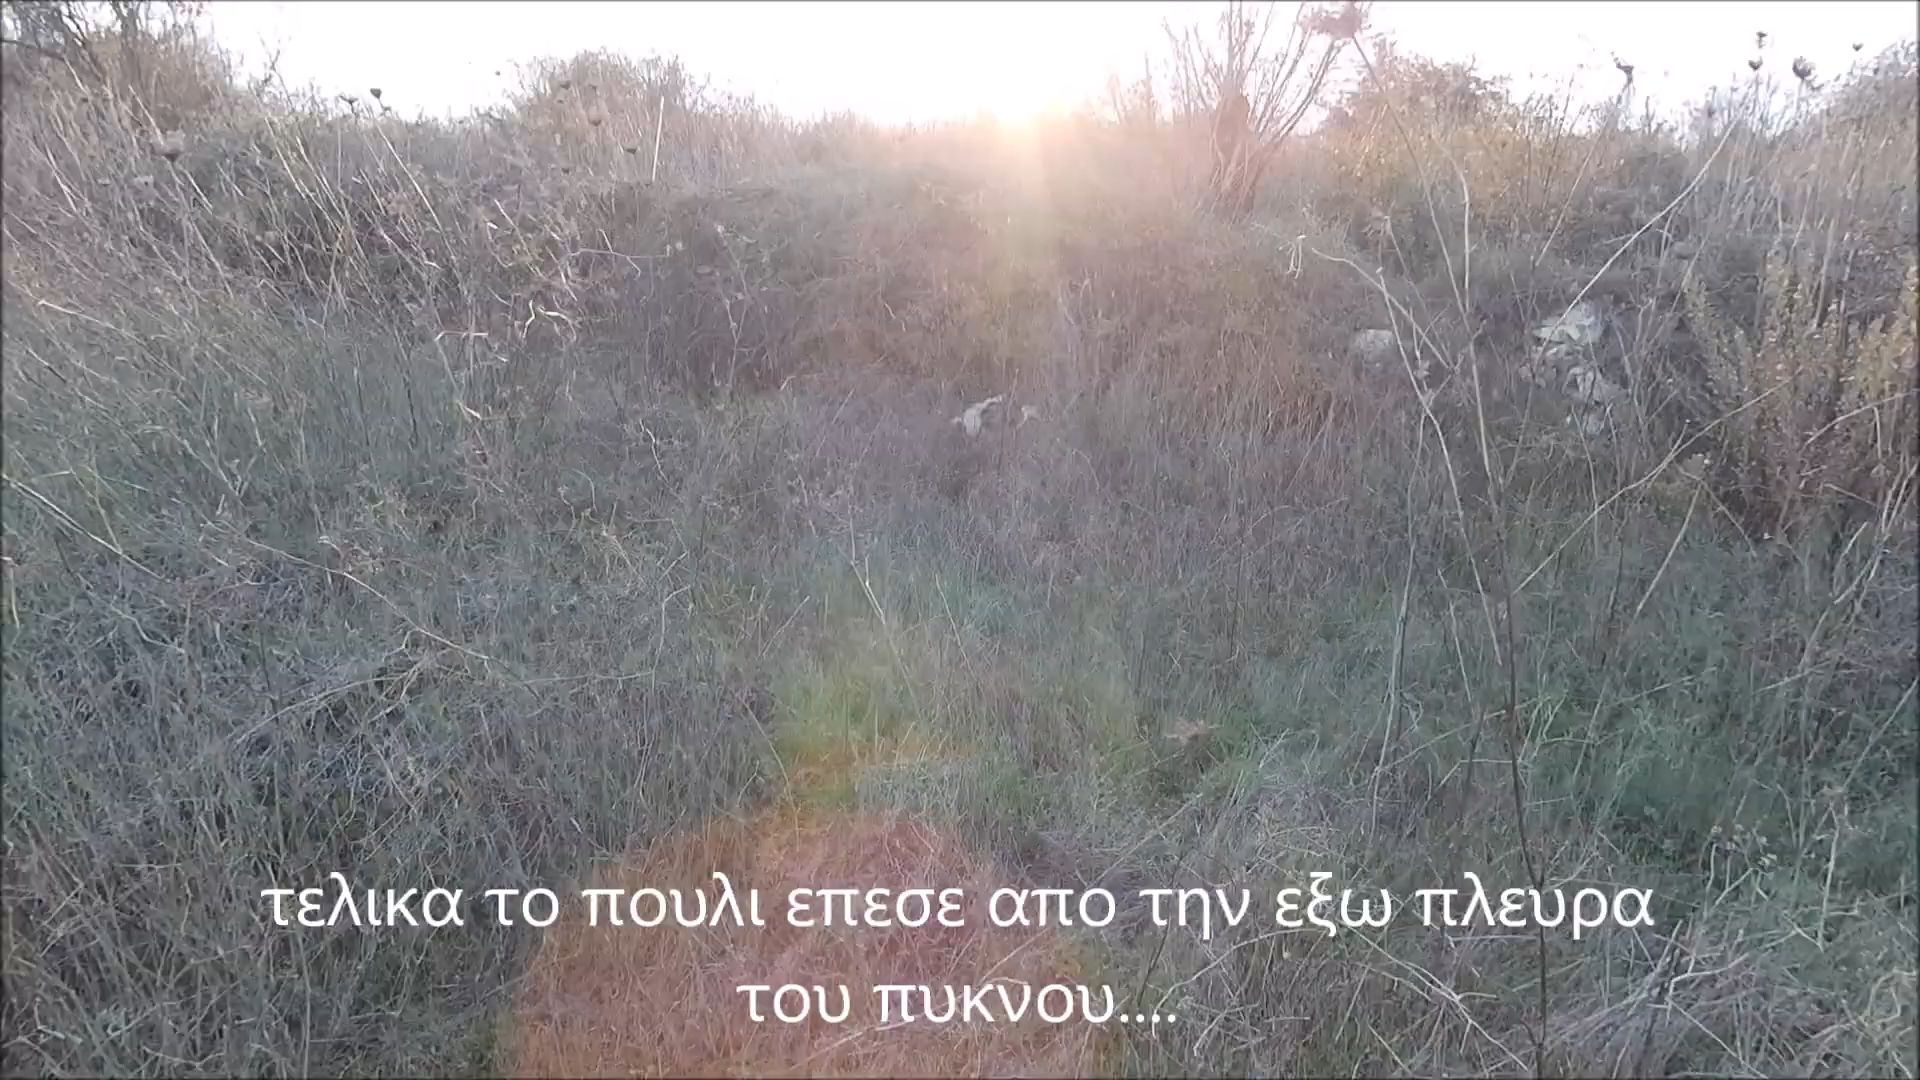 τελικα το πουλι επεσε απο την εξω πλευρα
του πυκνου....